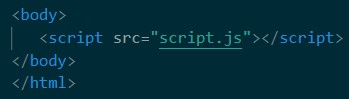 <body>
<script src="script.js"></script>
</body>
</html>